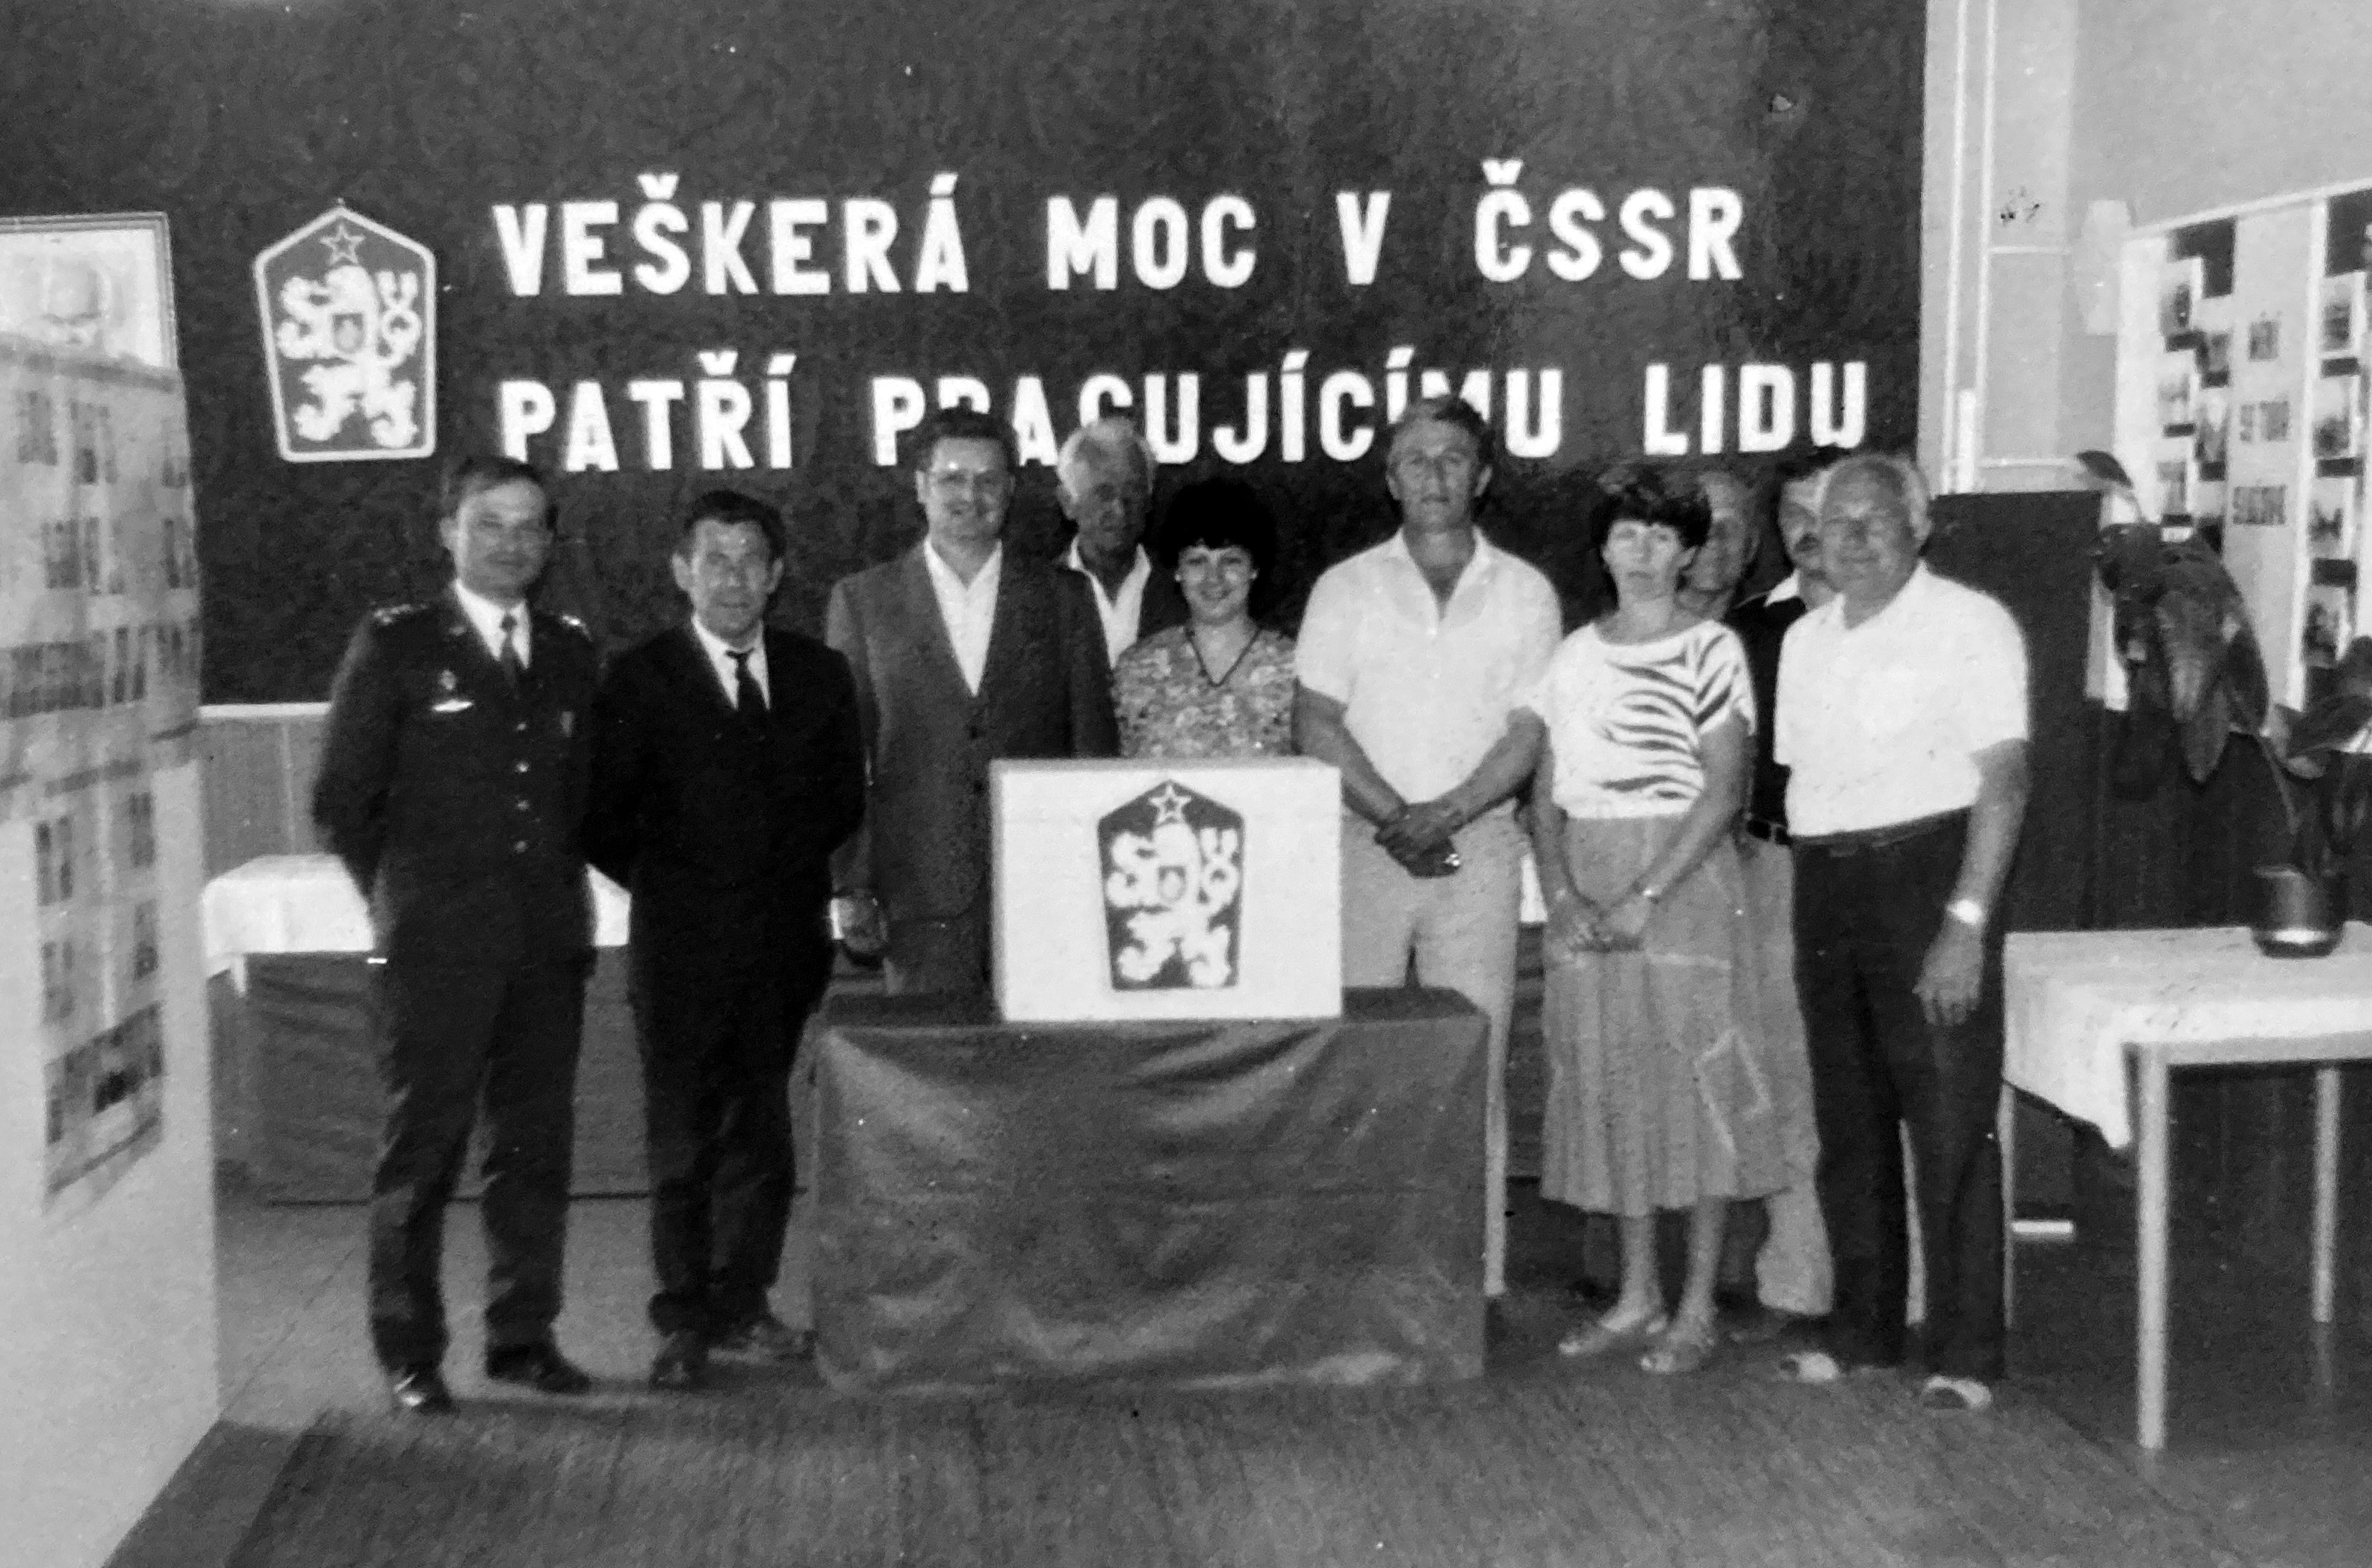 VEŠKERÁ MOC V ČSSR
PATŘÍ PRACUJÍCÍMU LIDU